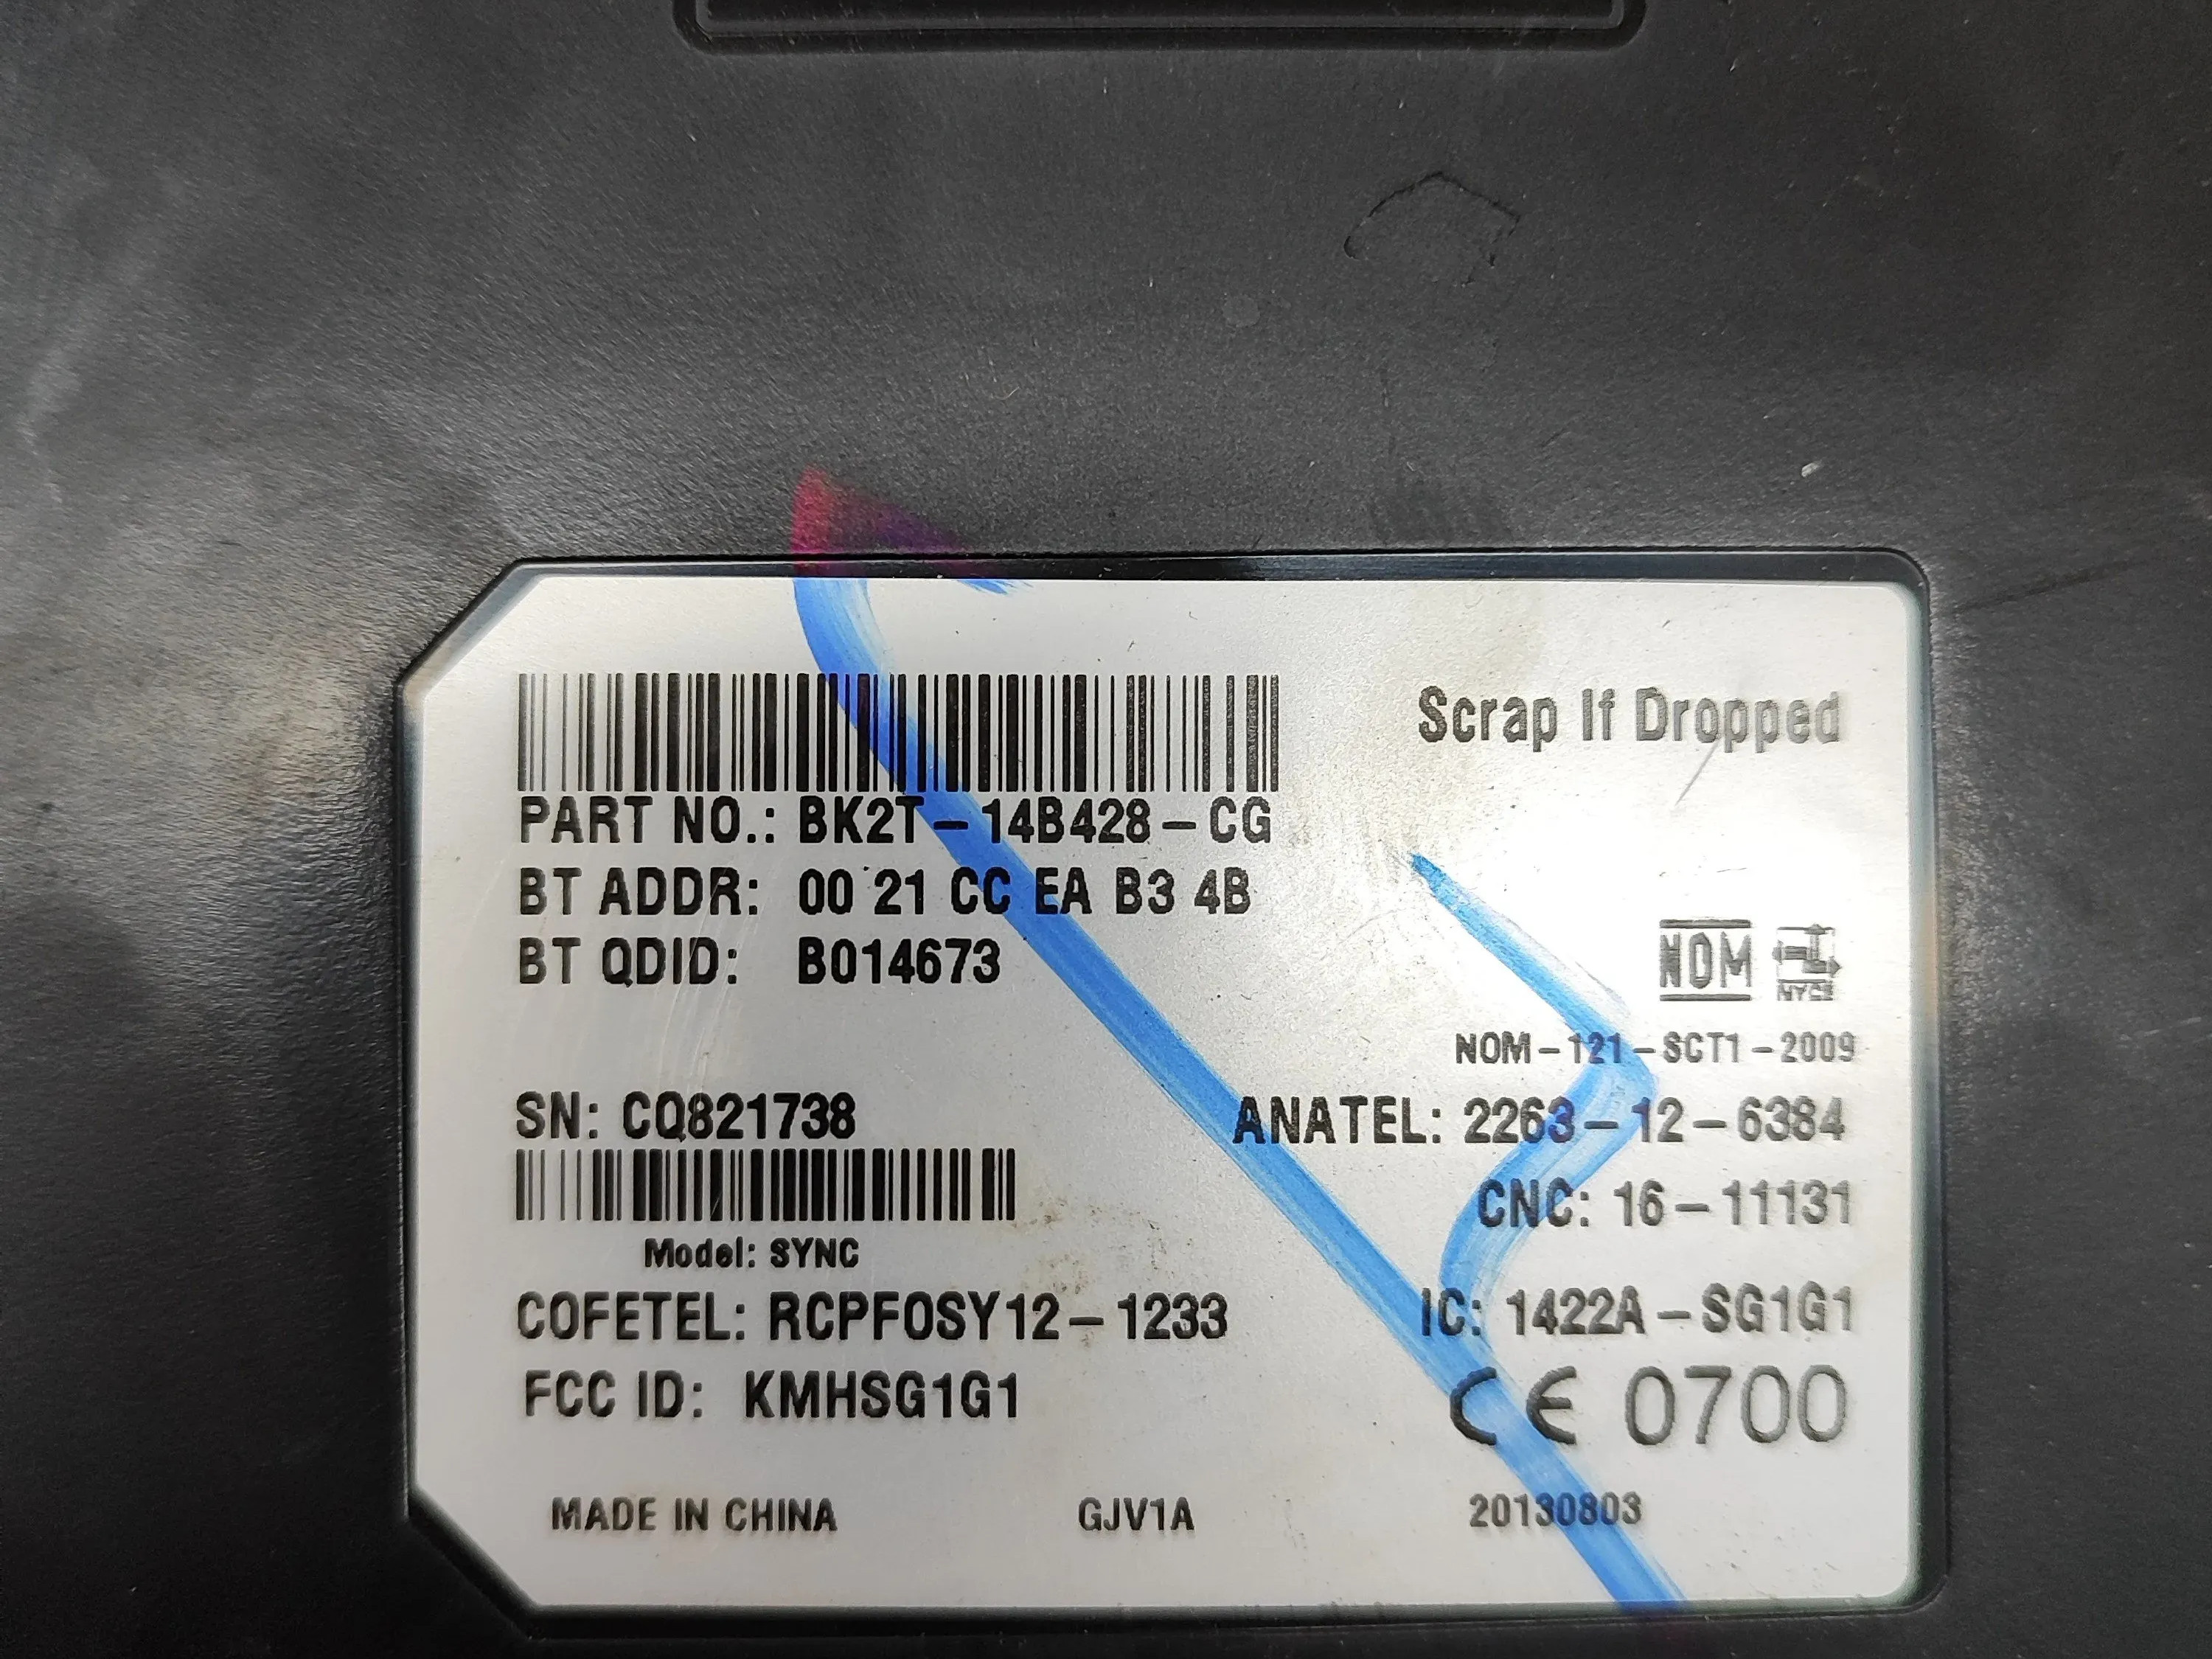 Scrap If Dropped
PART NO.: BK2T-14B428-CG
BT ADDR: 00 21 CC EA B3 4B
BT QDID: B014673
NOM
NYCE
NOM-121-SCT1-2009
SN: CQ821738
ANATEL: 2263-12-6384
CNC: 16-11131
Model: SYNC
COFETEL: RCPFOSY12-1233
IC: 1422A-SG1G1
FCC ID: KMHSG1G1
CE 0700
MADE IN CHINA
GJV1A
20130803